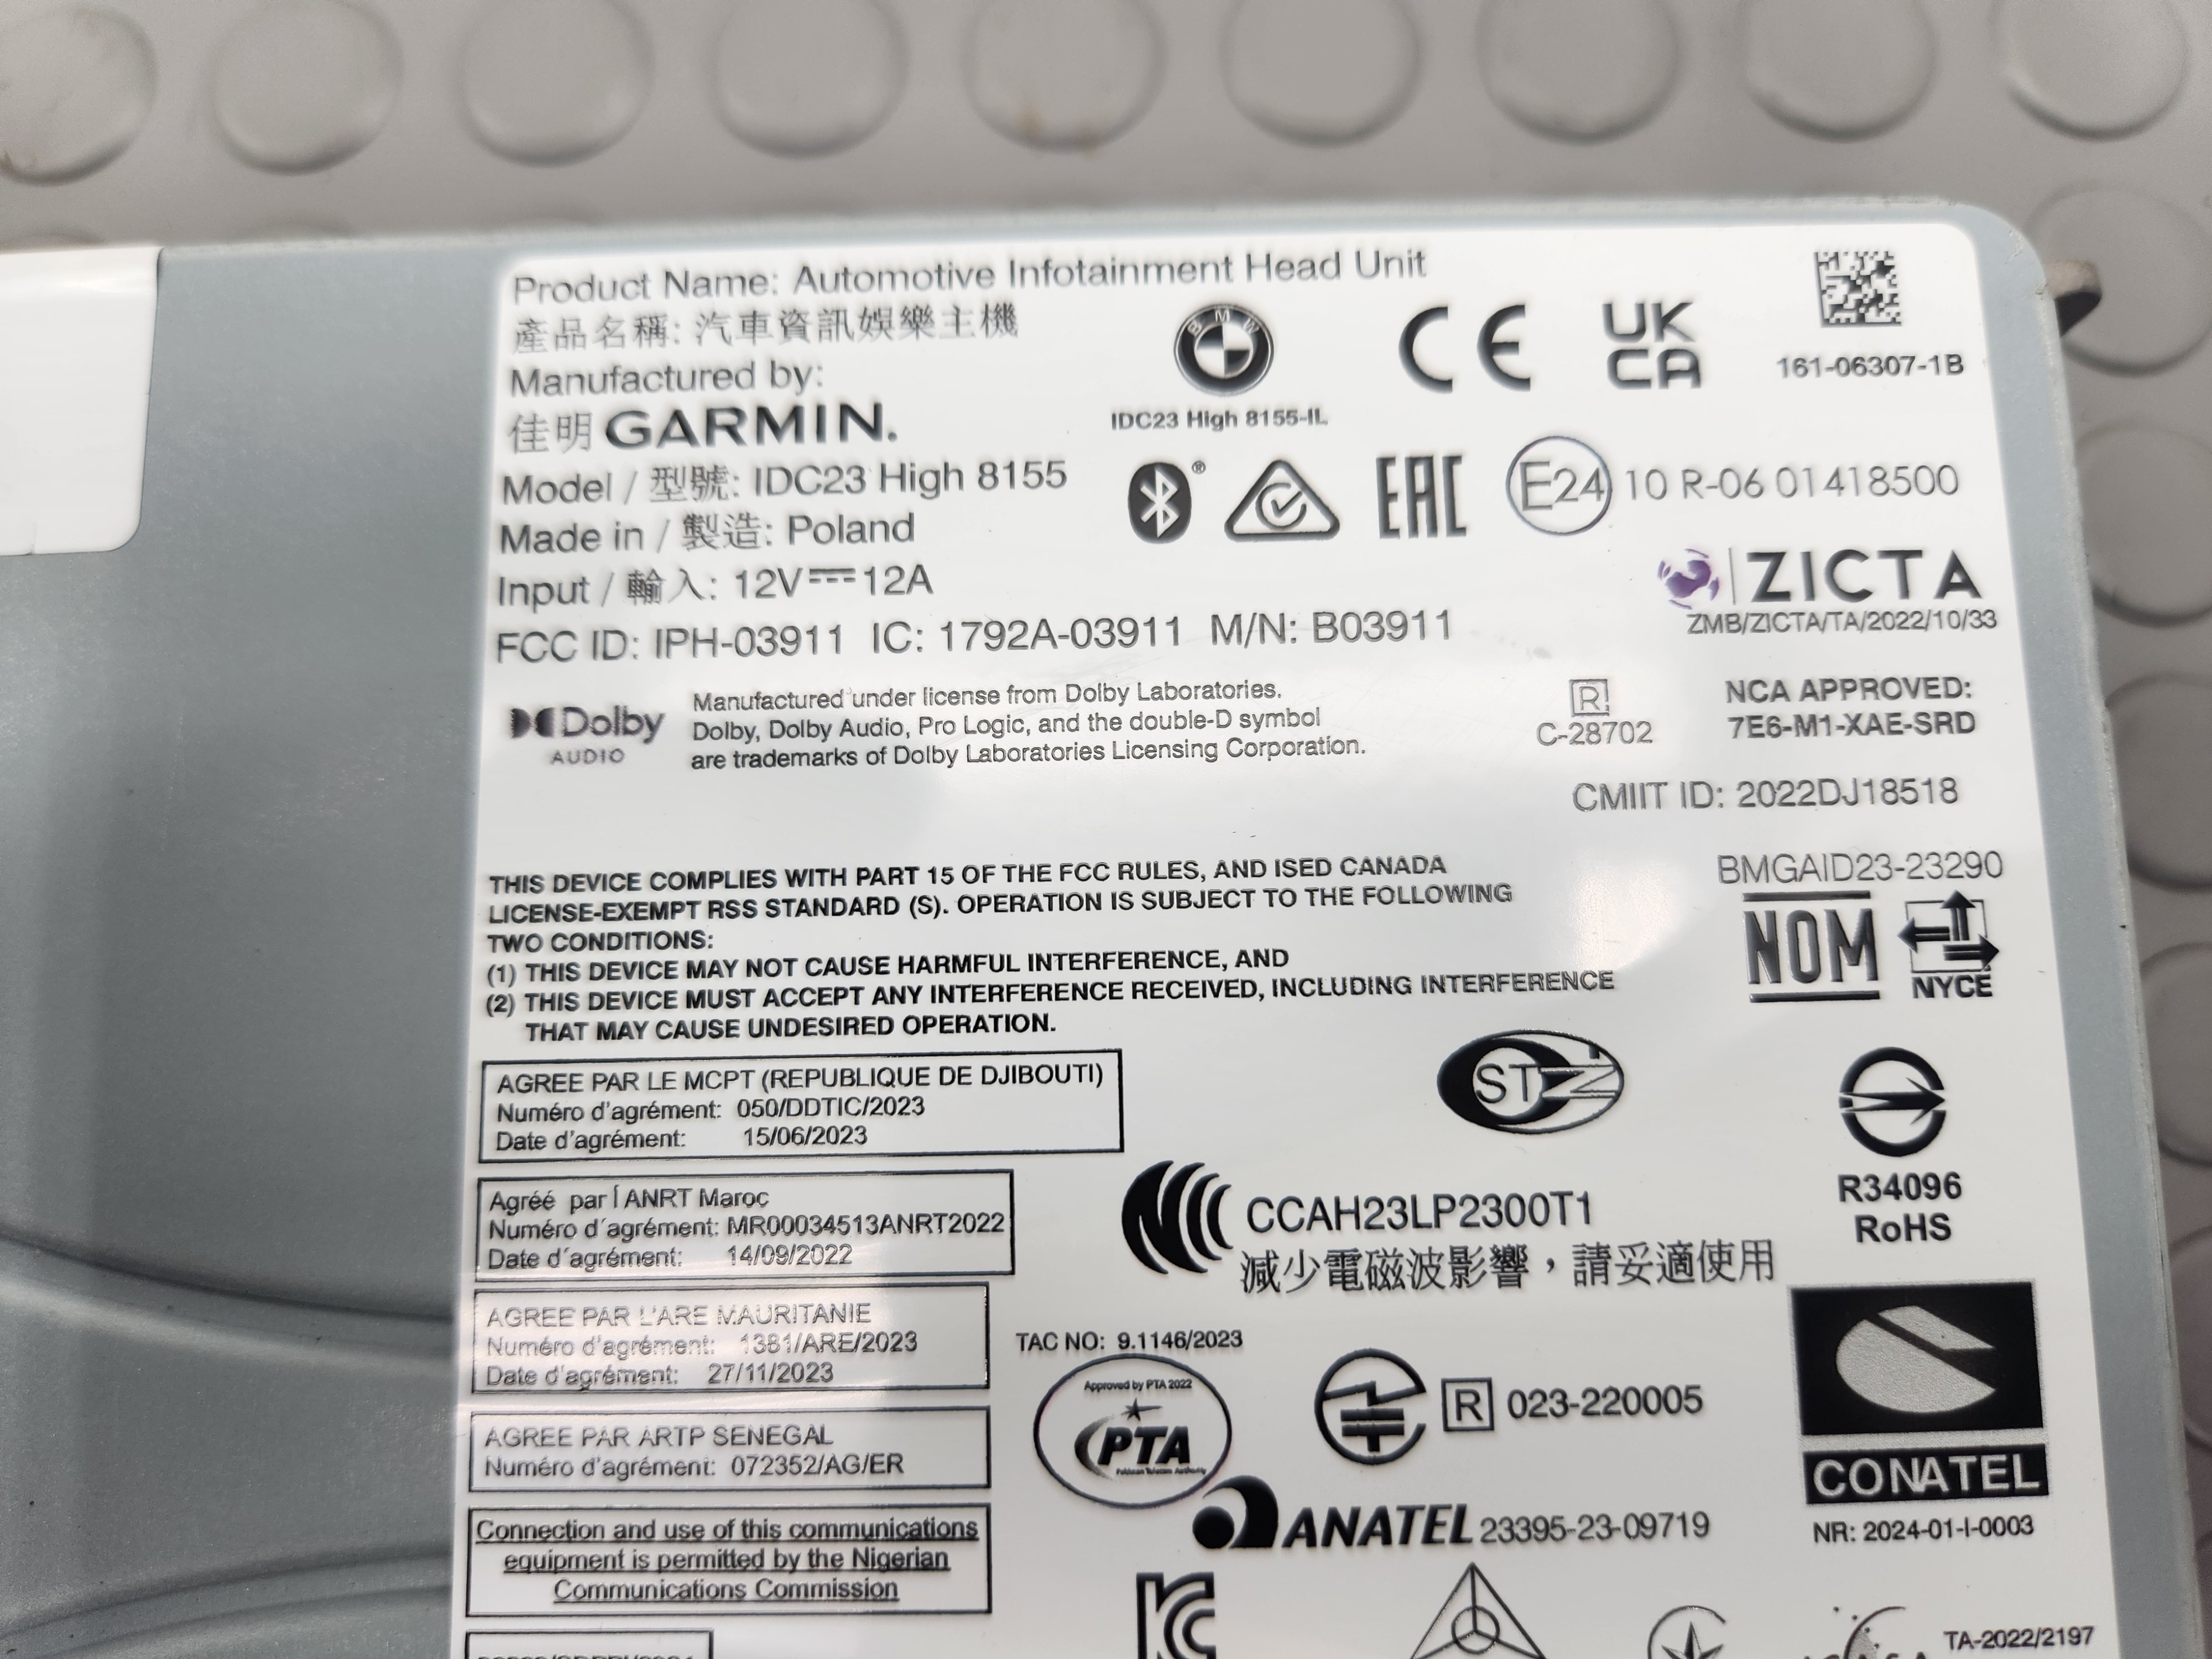 Product Name: Automotive Infotainment Head Unit
產品名稱: 汽車資訊娛樂主機
Manufactured by:
佳明 GARMIN.
Model / 型號: IDC23 High 8155
Made in / 製造: Poland
Input / 輸入: 12V 12A
FCC ID: IPH-03911 IC: 1792A-03911 M/N: B03911
BMW
IDC23 High 8155-IL
CE
UK
CA
161-06307-1B
®
EAC
E24 10 R-06 01418500
ZICTA
ZMB/ZICTA/TA/2022/10/33
Dolby
AUDIO
Manufactured under license from Dolby Laboratories.
Dolby, Dolby Audio, Pro Logic, and the double-D symbol
are trademarks of Dolby Laboratories Licensing Corporation.
R
C-28702
NCA APPROVED:
7E6-M1-XAE-SRD
CMIIT ID: 2022DJ18518
THIS DEVICE COMPLIES WITH PART 15 OF THE FCC RULES, AND ISED CANADA
LICENSE-EXEMPT RSS STANDARD (S). OPERATION IS SUBJECT TO THE FOLLOWING
TWO CONDITIONS:
(1) THIS DEVICE MAY NOT CAUSE HARMFUL INTERFERENCE, AND
(2) THIS DEVICE MUST ACCEPT ANY INTERFERENCE RECEIVED, INCLUDING INTERFERENCE
THAT MAY CAUSE UNDESIRED OPERATION.
BMGAID23-23290
NOM
NYCE
AGREE PAR LE MCPT (REPUBLIQUE DE DJIBOUTI)
Numéro d'agrément: 050/DDTIC/2023
Date d'agrément: 15/06/2023
STZ
R34096
RoHS
Agréé par l ́ANRT Maroc
Numéro d´agrément: MR00034513ANRT2022
Date d´agrément: 14/09/2022
CCAH23LP2300T1
減少電磁波影響，請妥適使用
AGREE PAR L'ARE MAURITANIE
Numéro d'agrément: 1381/ARE/2023
Date d'agrément: 27/11/2023
TAC NO: 9.1146/2023
Approved by PTA 2022
PTA
Pakistan Telecom Authority
R 023-220005
CONATEL
NR: 2024-01-I-0003
AGREE PAR ARTP SENEGAL
Numéro d'agrément: 072352/AG/ER
ANATEL 23395-23-09719
Connection and use of this communications
equipment is permitted by the Nigerian
Communications Commission
TA-2022/2197